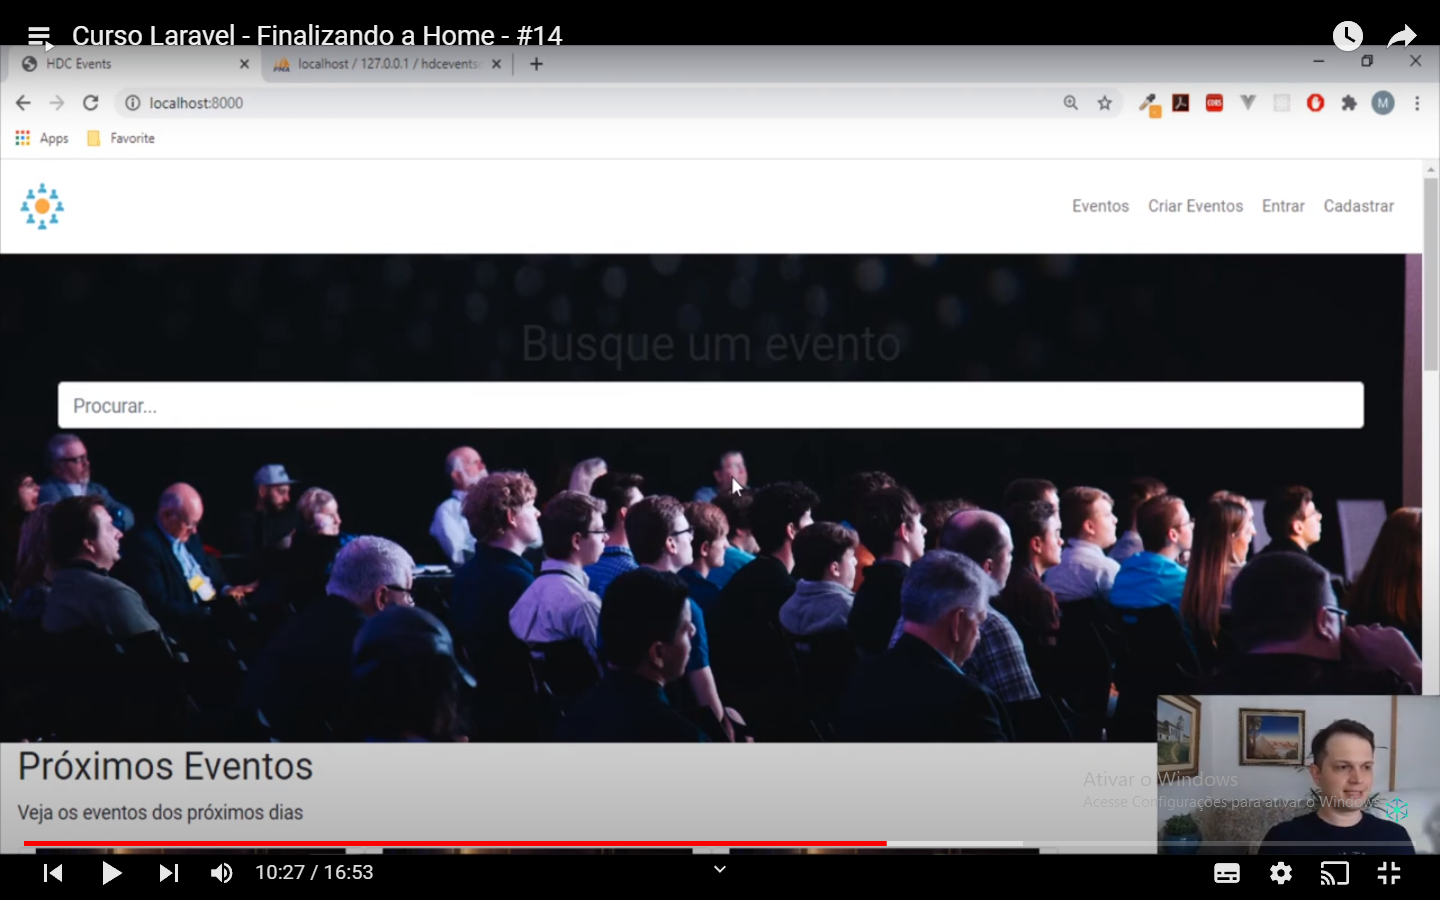 Curso Laravel - Finalizando a Home - #14
HDC Events
localhost / 127.0.0.1 / hdcevents
localhost:8000
CORS
M
Apps
Favorite
Eventos
Criar Eventos
Entrar
Cadastrar
Busque um evento
Procurar...
Próximos Eventos
Veja os eventos dos próximos dias
Ativar o Windows
Acesse Configurações para ativar o Windows
10:27 / 16:53